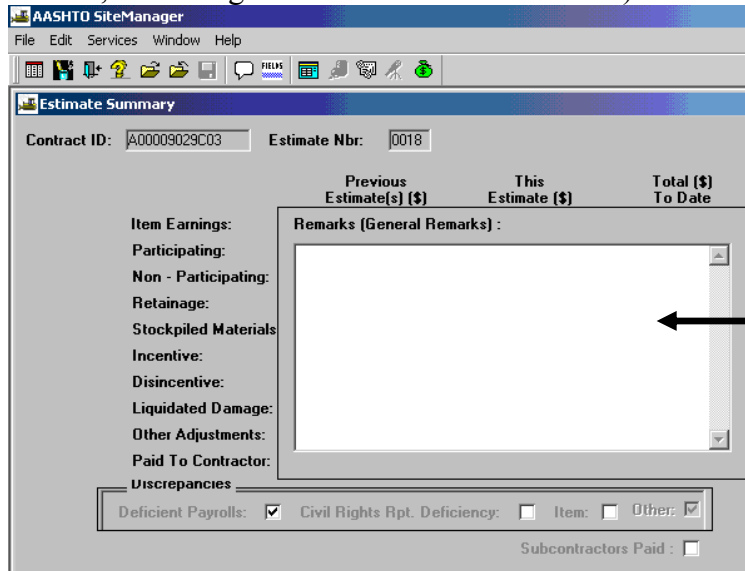 AASHTO SiteManager
File Edit Services Window Help
FIELDS
Estimate Summary
Contract ID: A00009029C03 Estimate Nbr: 0018
Previous Estimate(s) ($) This Estimate ($) Total ($) To Date
Item Earnings:
Remarks (General Remarks) :
Participating:
Non - Participating:
Retainage:
Stockpiled Materials
Incentive:
Disincentive:
Liquidated Damage:
Other Adjustments:
Paid To Contractor:
Discrepancies
Deficient Payrolls: Civil Rights Rpt. Deficiency: Item: Other:
Subcontractors Paid :